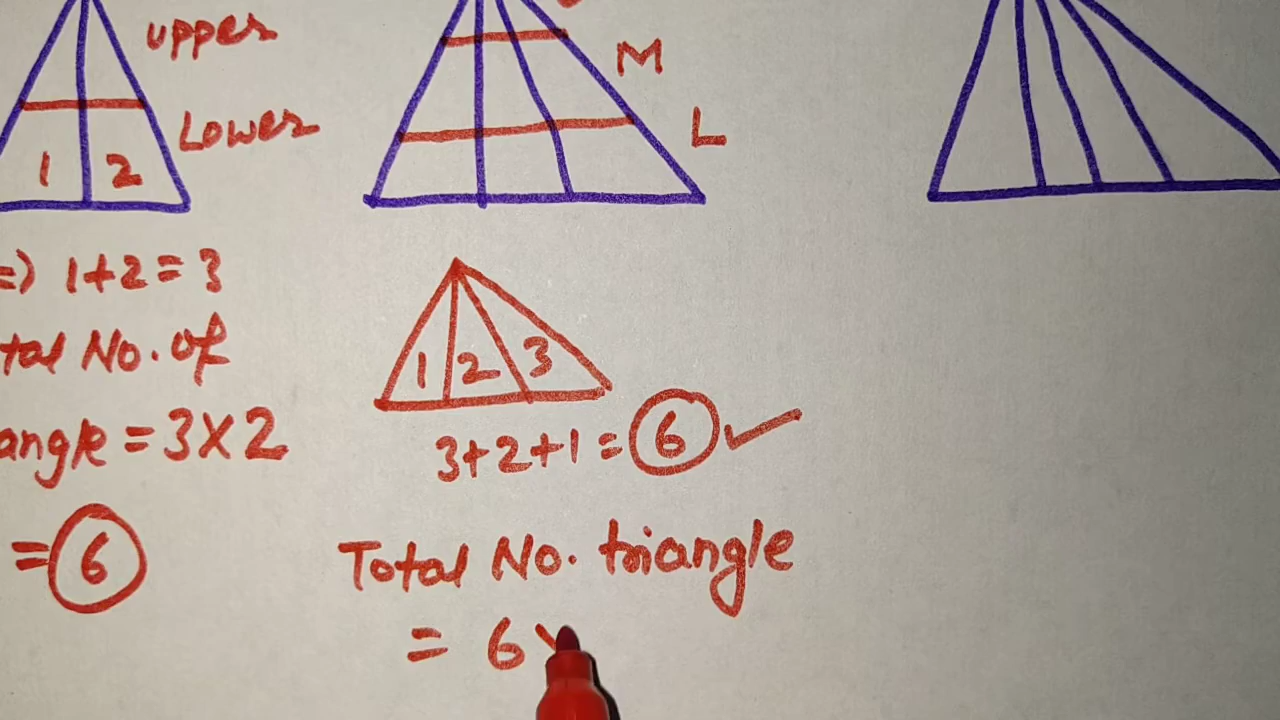 upper
Lower
1 2
=) 1+2=3
tal No. of
angle = 3×2
= 6
M
L
1 2 3
3+2+1= 6 ✓
Total No. triangle
= 6